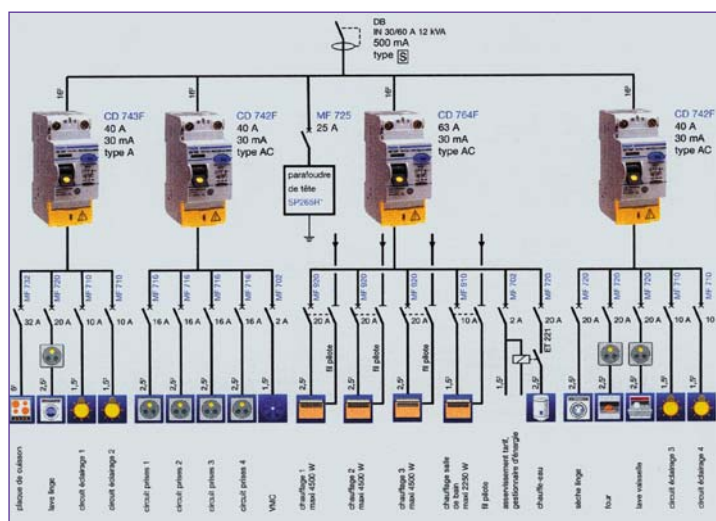 DB
IN 30/60 A 12 kVA
500 mA
type S
16²
16²
16²
16²
CD 743F
40 A
30 mA
type A
CD 742F
40 A
30 mA
type AC
MF 725
25 A
CD 764F
63 A
30 mA
type AC
CD 742F
40 A
30 mA
type AC
parafoudre
de tête
SP265R*
MF 732
MF 720
MF 710
MF 710
MF 716
MF 716
MF 716
MF 716
MF 702
MF 920
MF 920
MF 920
MF 910
MF 702
MF 720
MF 720
MF 720
MF 720
MF 710
MF 710
32 A
20 A
10 A
10 A
16 A
16 A
16 A
16 A
2 A
20 A
20 A
20 A
10 A
2 A
20 A
20 A
20 A
20 A
10 A
10
fil pilote
fil pilote
fil pilote
ET 221
6²
2,5²
1,5²
1,5²
2,5²
2,5²
2,5²
2,5²
1,5²
2,5²
2,5²
2,5²
1,5²
1,5²
2,5²
2,5²
2,5²
2,5²
1,5²
1,5²
plaque de cuisson
lave linge
circuit éclairage 1
circuit éclairage 2
circuit prises 1
circuit prises 2
circuit prises 3
circuit prises 4
VMC
chauffage 1
maxi 4500 W
chauffage 2
maxi 4500 W
chauffage 3
maxi 4500 W
chauffage salle
de bain maxi 2250 W
fil pilote
asservissement tarif,
gestionnaire d'énergie
chauffe-eau
sèche linge
four
lave vaisselle
circuit éclairage 3
circuit éclairage 4